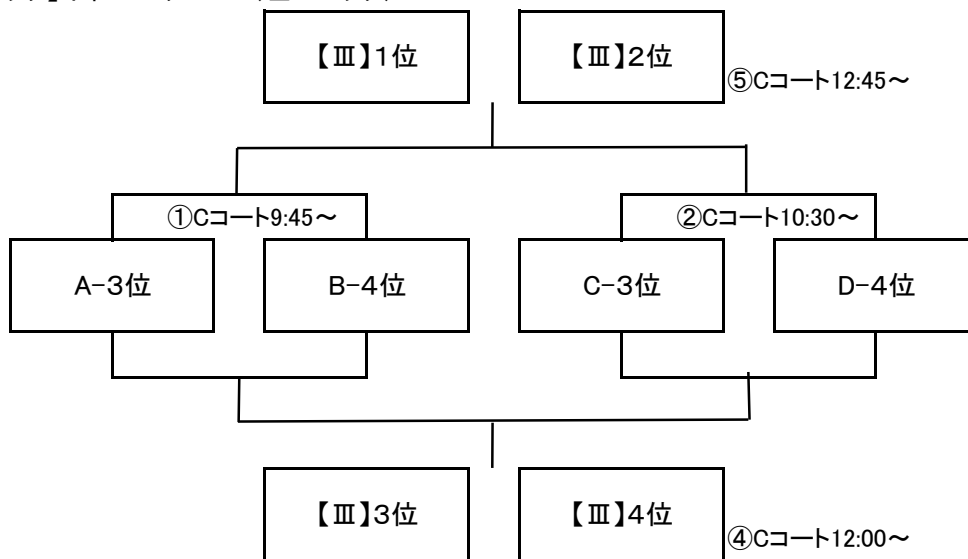 【Ⅲ】1位
【Ⅲ】2位
⑤Cコート12:45～
①Cコート9:45～
②Cコート10:30～
A-3位
B-4位
C-3位
D-4位
【Ⅲ】3位
【Ⅲ】4位
④Cコート12:00～